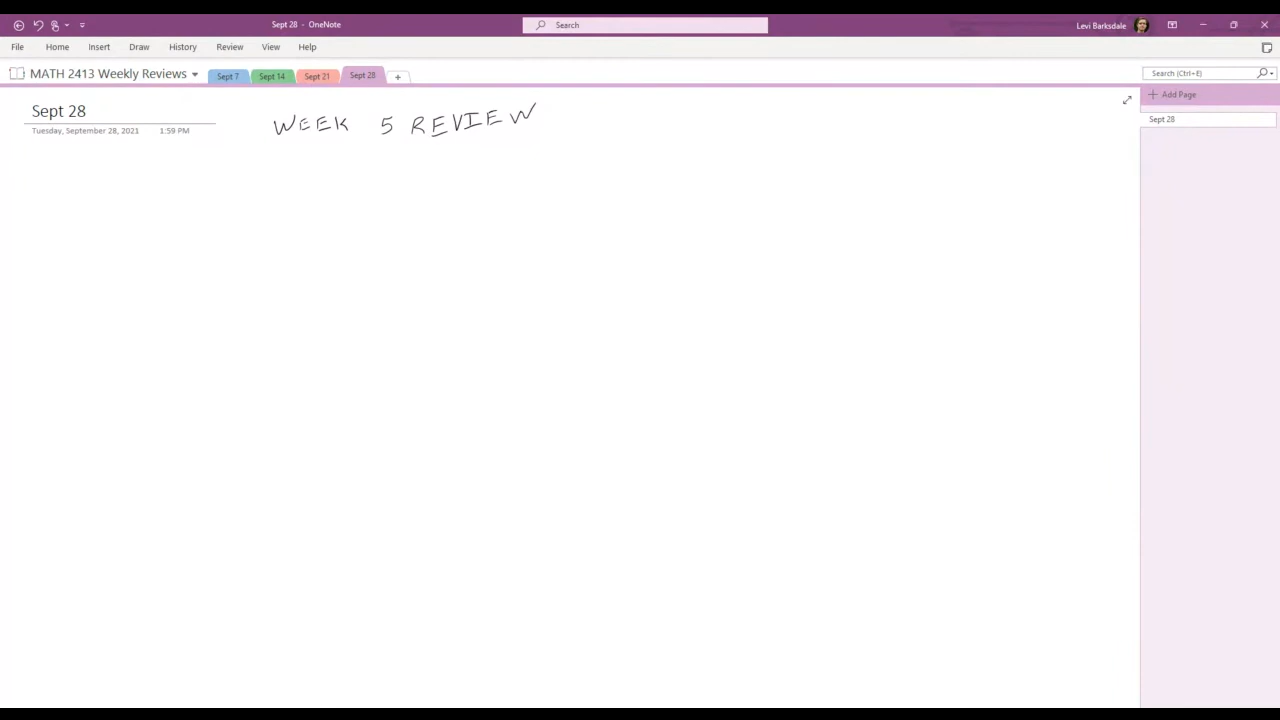 Sept 28 - OneNote
Search
Levi Barksdale
File Home Insert Draw History Review View Help
MATH 2413 Weekly Reviews
Sept 7 Sept 14 Sept 21 Sept 28 +
Search (Ctrl+E)
Add Page
Sept 28
Sept 28
Tuesday, September 28, 2021 1:59 PM
WEEK 5 REVIEW